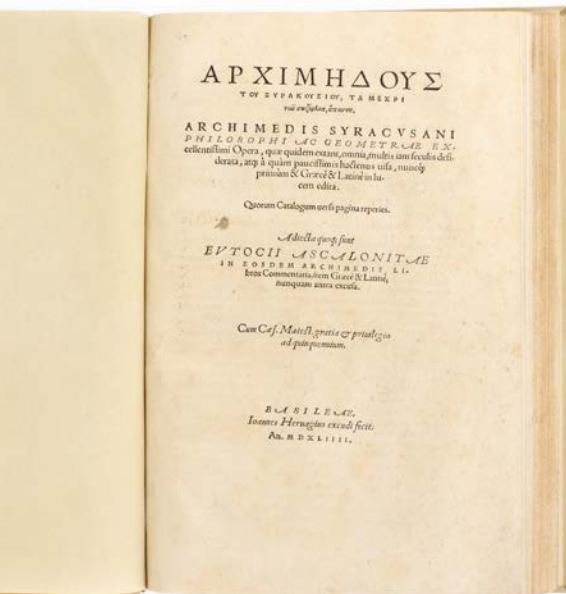 ΑΡΧΙΜΗΔΟΥΣ
ΤΟΥ ΣΥΡΑΚΟΥΣΙΟΥ, ΤΑ ΜΕΧΡΙ
νῦν σωζόμενα, ἅπαντα.
ARCHIMEDIS SYRACVSANI
PHILOSOPHI AC GEOMETRAE EX-
cellentissimi Opera, quæ quidem extant, omnia, multis iam seculis desi-
derata, atq; à quàm paucissimis hactenus uisa, nuncq;
primùm & Græcè & Latinè in lu-
cem edita.
Quorum Catalogum uersa pagina reperies.
Adiecta quoq; sunt
EVTOCII ASCALONITAE
IN EOSDEM ARCHIMEDIS LI-
bros Commentaria, item Græcè & Latinè,
nunquam antea excusa.
Cum Cæs. Maiest. gratia & priuilegio
ad quinquennium.
BASILEAE,
Ioannes Heruagius excudi fecit.
An. M D XLIIII.